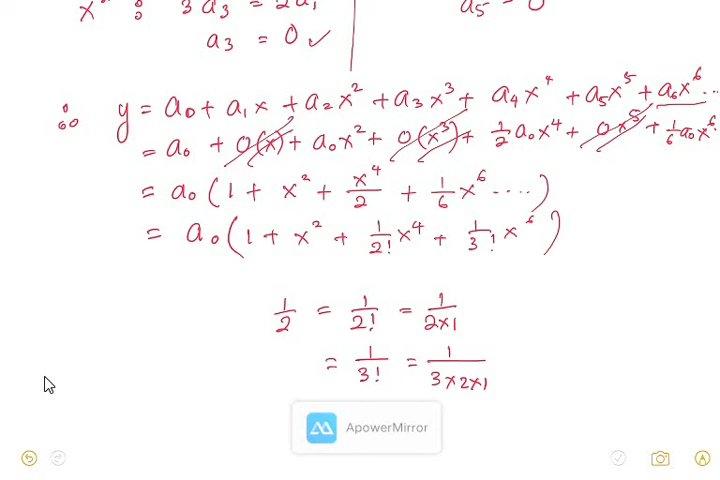 x² : 3a₃ = 2a₁
a₃ = 0 ✓
a₅ = 0
∴ y = a₀ + a₁x + a₂x² + a₃x³ + a₄x⁴ + a₅x⁵ + a₆x⁶ ...
= a₀ + 0(x) + a₀x² + 0(x³) + 1/2 a₀x⁴ + 0x⁵ + 1/6 a₀x⁶
= a₀ (1 + x² + x⁴/2 + 1/6 x⁶ ....)
= a₀ (1 + x² + 1/2! x⁴ + 1/3! x⁶)
1/2 = 1/2! = 1/2×1
= 1/3! = 1/3×2×1
ApowerMirror